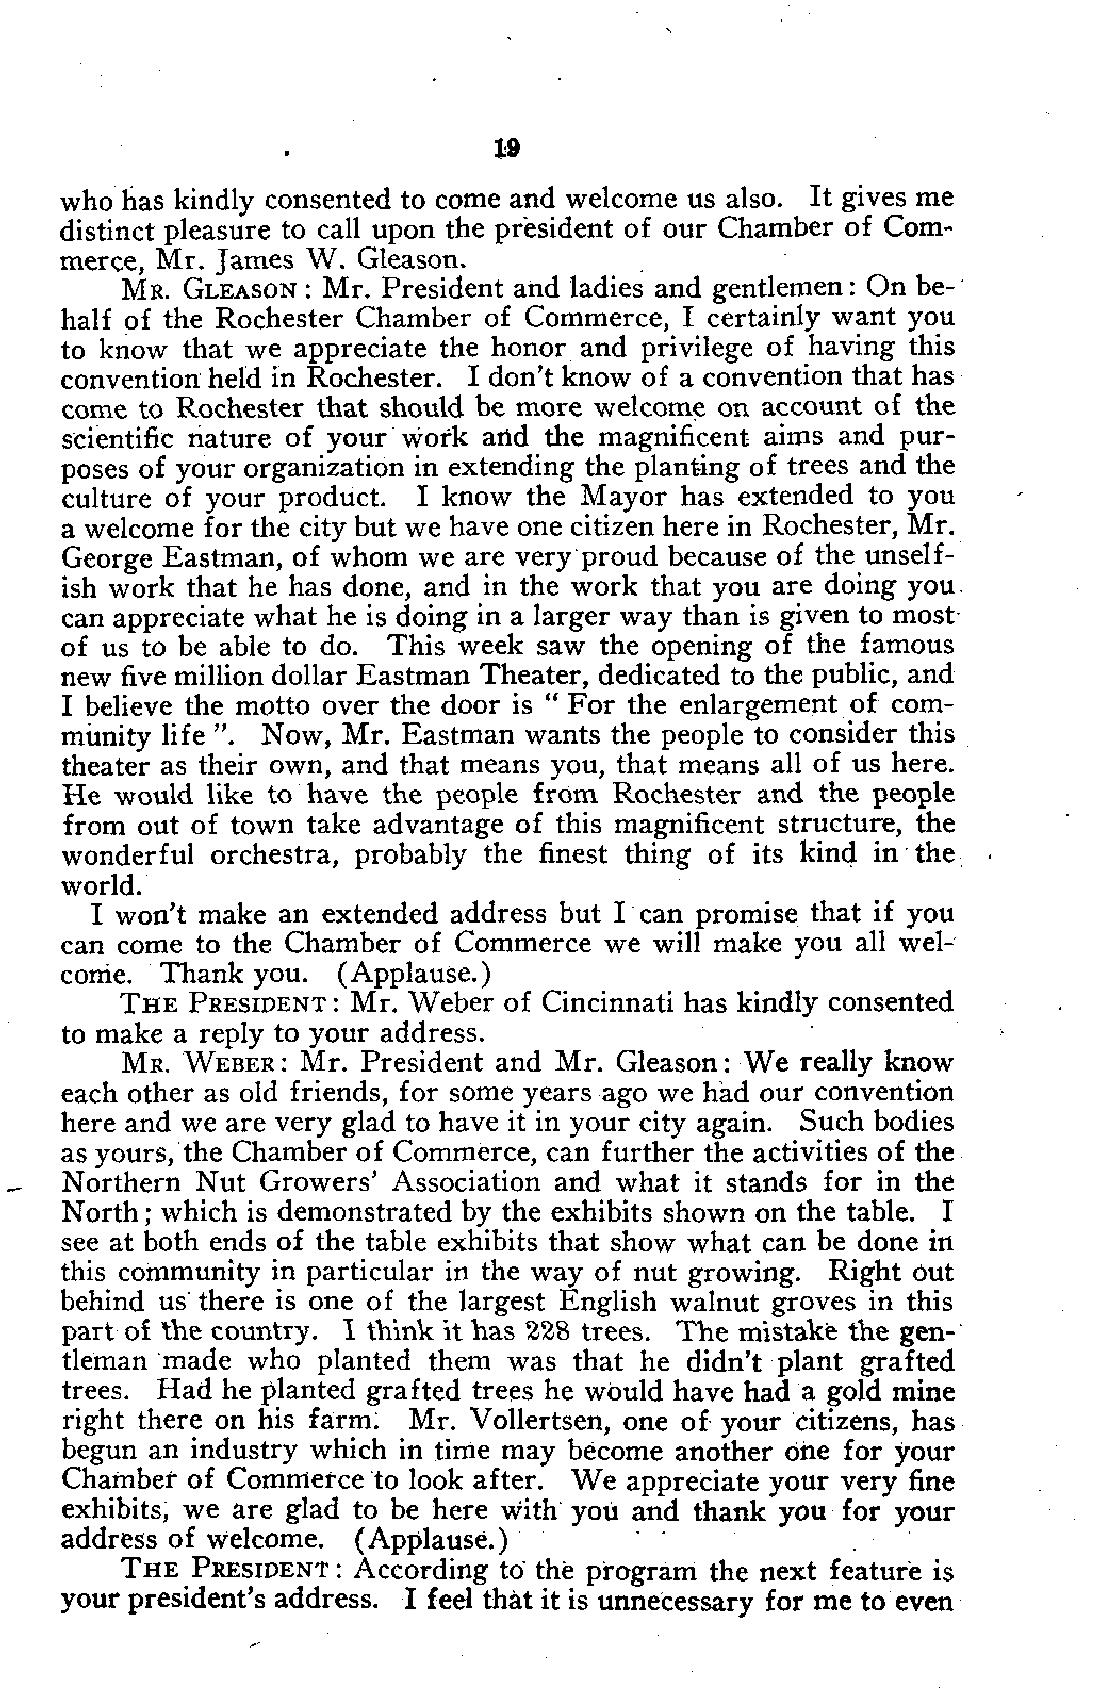 19
who has kindly consented to come and welcome us also. It gives me
distinct pleasure to call upon the president of our Chamber of Com-
merce, Mr. James W. Gleason.
MR. GLEASON: Mr. President and ladies and gentlemen: On be-
half of the Rochester Chamber of Commerce, I certainly want you
to know that we appreciate the honor and privilege of having this
convention held in Rochester. I don't know of a convention that has
come to Rochester that should be more welcome on account of the
scientific nature of your work and the magnificent aims and pur-
poses of your organization in extending the planting of trees and the
culture of your product. I know the Mayor has extended to you
a welcome for the city but we have one citizen here in Rochester, Mr.
George Eastman, of whom we are very proud because of the unself-
ish work that he has done, and in the work that you are doing you
can appreciate what he is doing in a larger way than is given to most
of us to be able to do. This week saw the opening of the famous
new five million dollar Eastman Theater, dedicated to the public, and
I believe the motto over the door is " For the enlargement of com-
munity life ". Now, Mr. Eastman wants the people to consider this
theater as their own, and that means you, that means all of us here.
He would like to have the people from Rochester and the people
from out of town take advantage of this magnificent structure, the
wonderful orchestra, probably the finest thing of its kind in the
world.
I won't make an extended address but I can promise that if you
can come to the Chamber of Commerce we will make you all wel-
come. Thank you. (Applause.)
THE PRESIDENT: Mr. Weber of Cincinnati has kindly consented
to make a reply to your address.
MR. WEBER: Mr. President and Mr. Gleason: We really know
each other as old friends, for some years ago we had our convention
here and we are very glad to have it in your city again. Such bodies
as yours, the Chamber of Commerce, can further the activities of the
Northern Nut Growers' Association and what it stands for in the
North; which is demonstrated by the exhibits shown on the table. I
see at both ends of the table exhibits that show what can be done in
this community in particular in the way of nut growing. Right out
behind us there is one of the largest English walnut groves in this
part of the country. I think it has 228 trees. The mistake the gen-
tleman made who planted them was that he didn't plant grafted
trees. Had he planted grafted trees he would have had a gold mine
right there on his farm. Mr. Vollertsen, one of your citizens, has
begun an industry which in time may become another one for your
Chamber of Commerce to look after. We appreciate your very fine
exhibits, we are glad to be here with you and thank you for your
address of welcome. (Applause.)
THE PRESIDENT: According to the program the next feature is
your president's address. I feel that it is unnecessary for me to even